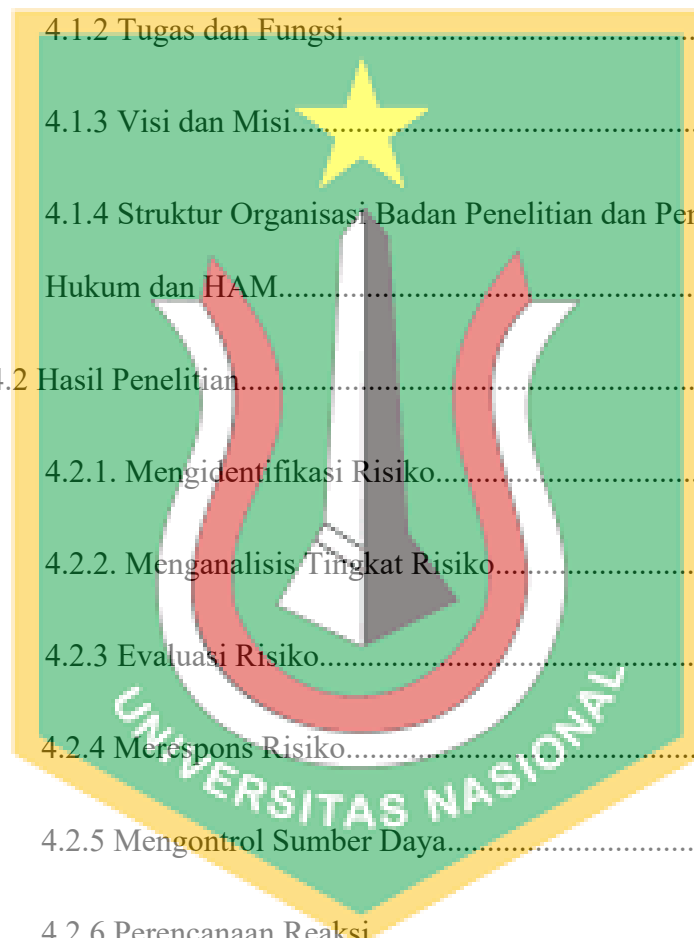 4.1.2 Tugas dan Fungsi..........................................
4.1.3 Visi dan Misi................................................
4.1.4 Struktur Organisasi Badan Penelitian dan
Hukum dan HAM..................................................
4.2 Hasil Penelitian.......................................................
4.2.1. Mengidentifikasi Risiko...............................
4.2.2. Menganalisis Tingkat Risiko........................
4.2.3 Evaluasi Risiko.............................................
4.2.4 Merespons Risiko..........................................
4.2.5 Mengontrol Sumber Daya..............................
4.2.6 Perencanaan Reaksi
UNIVERSITAS NASIONAL